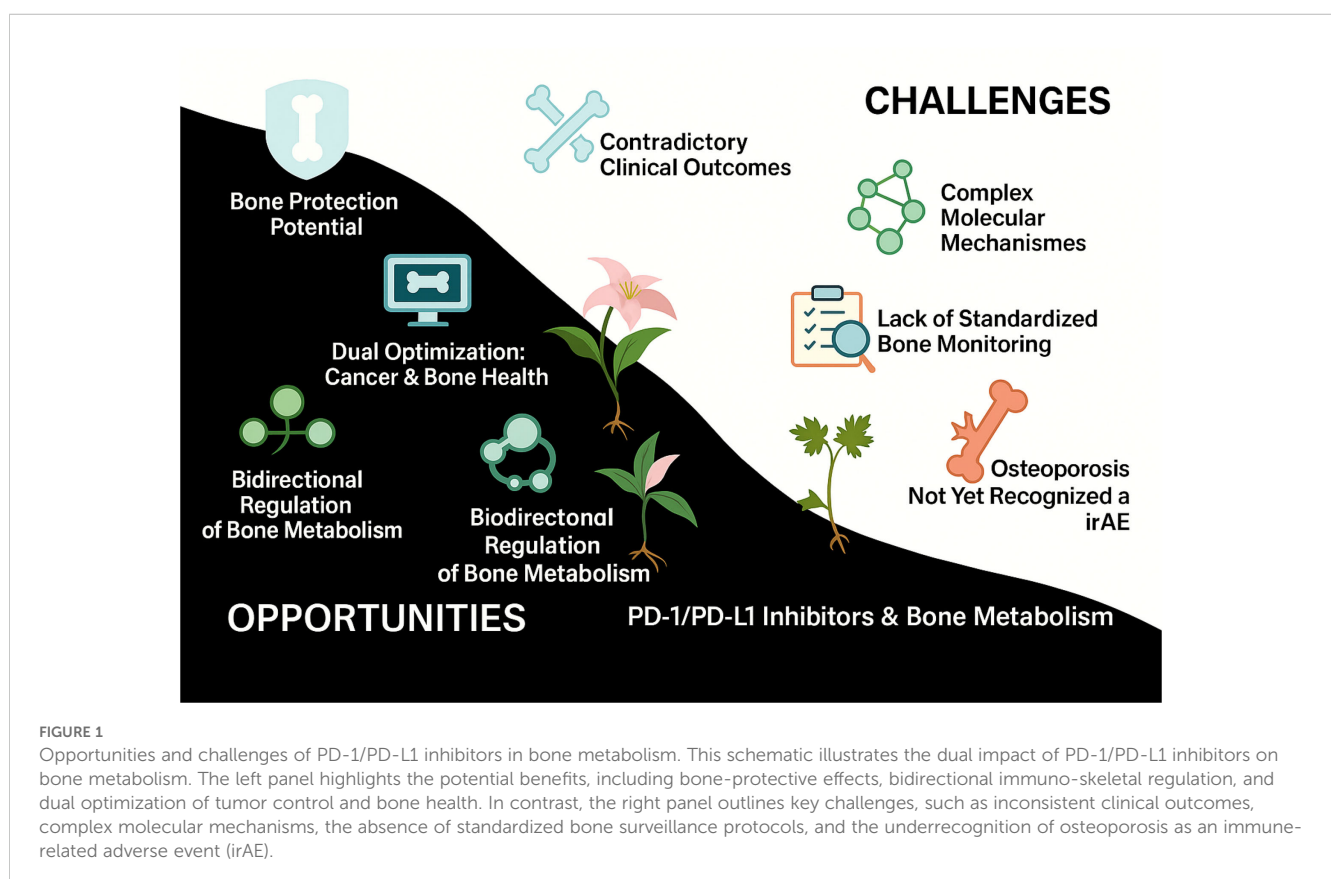 CHALLENGES
Contradictory
Clinical Outcomes
Complex
Molecular
Mechanismes
Bone Protection
Potential
Lack of Standardized
Bone Monitoring
Dual Optimization:
Cancer & Bone Health
Osteoporosis
Not Yet Recognized a
irAE
Bidirectional
Regulation
of Bone Metabolism
Biodirectonal
Regulation
of Bone Metabolism
OPPORTUNITIES
PD-1/PD-L1 Inhibitors & Bone Metabolism
FIGURE 1
Opportunities and challenges of PD-1/PD-L1 inhibitors in bone metabolism. This schematic illustrates the dual impact of PD-1/PD-L1 inhibitors on
bone metabolism. The left panel highlights the potential benefits, including bone-protective effects, bidirectional immuno-skeletal regulation, and
dual optimization of tumor control and bone health. In contrast, the right panel outlines key challenges, such as inconsistent clinical outcomes,
complex molecular mechanisms, the absence of standardized bone surveillance protocols, and the underrecognition of osteoporosis as an immune-
related adverse event (irAE).